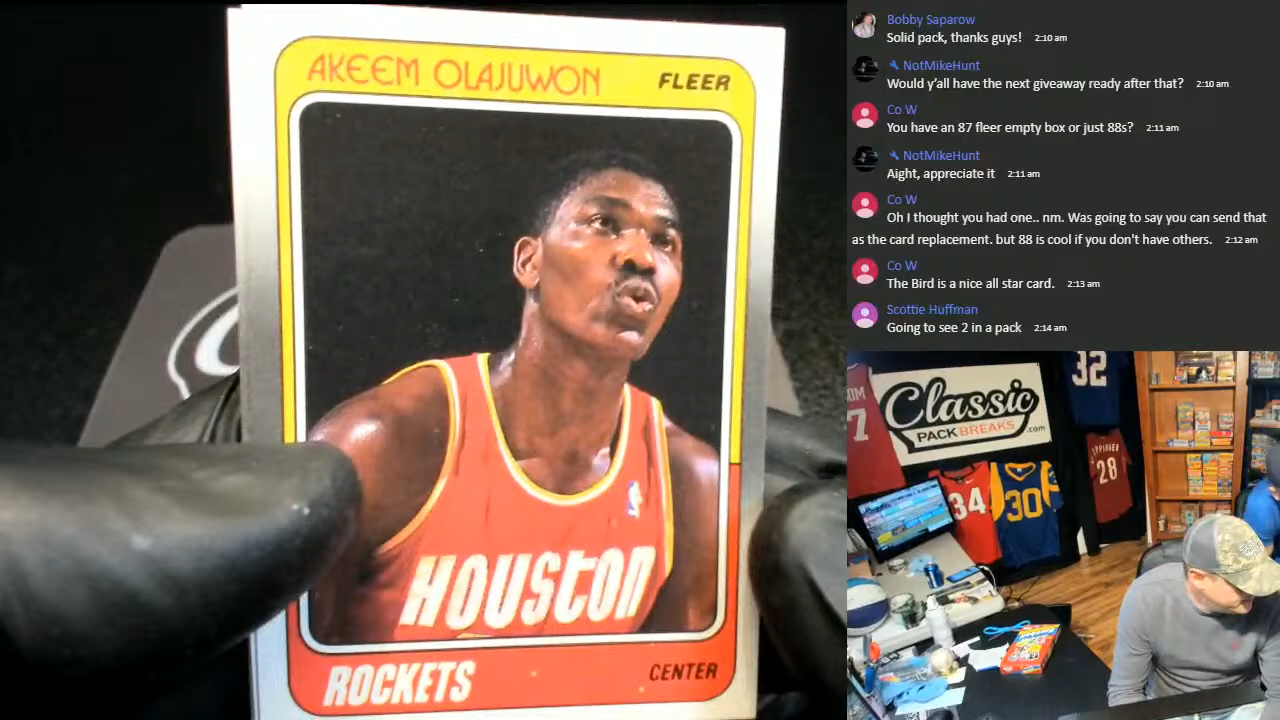 AKEEM OLAJUWON
FLEER
HOUSTON
ROCKETS
CENTER
Bobby Saparow
Solid pack, thanks guys! 2:10 am
NotMikeHunt
Would y'all have the next giveaway ready after that? 2:10 am
Co W
You have an 87 fleer empty box or just 88s? 2:11 am
NotMikeHunt
Aight, appreciate it 2:11 am
Co W
Oh I thought you had one.. nm. Was going to say you can send that
as the card replacement. but 88 is cool if you don't have others. 2:12 am
Co W
The Bird is a nice all star card. 2:13 am
Scottie Huffman
Going to see 2 in a pack 2:14 am
Classic
PACK BREAKS.com
32
7
34
30
28